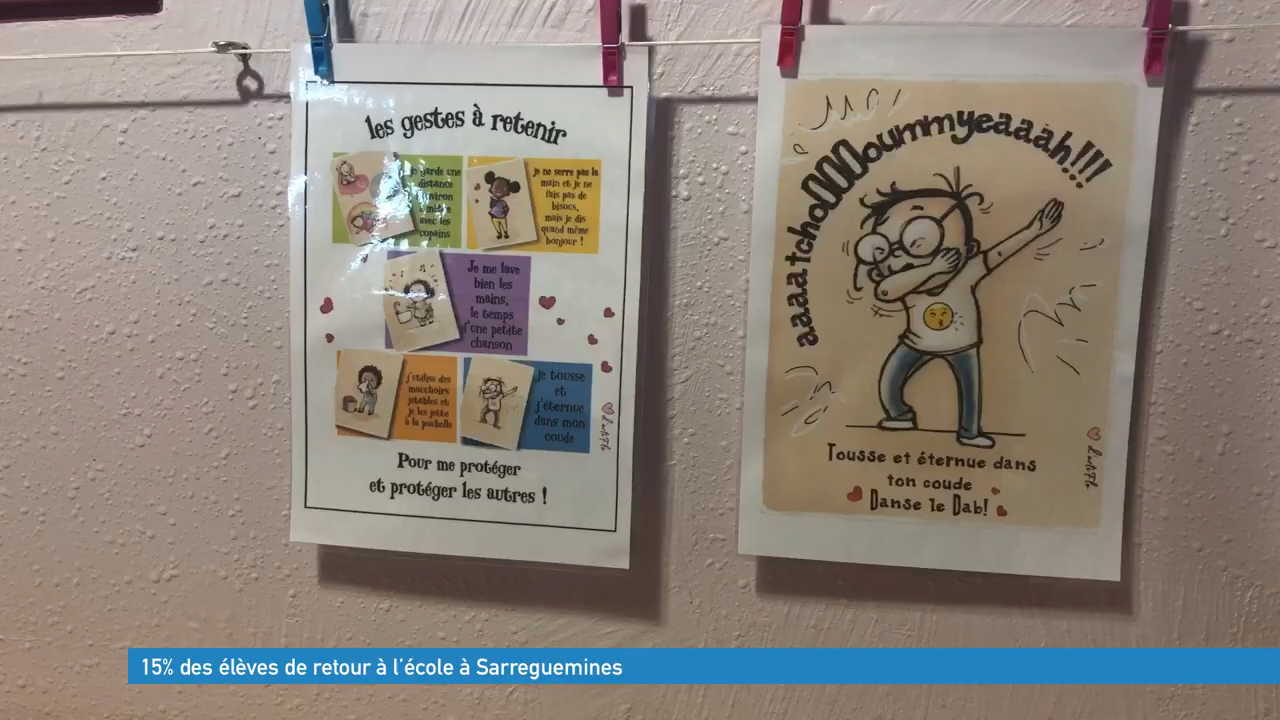 les gestes à retenir
je garde une
distance
d'environ
1 mètre
avec les
copains
je ne serre pas la
main et je ne
fais pas de
bisous,
mais je dis
quand même
bonjour !
Je me lave
bien les
mains,
le temps
d'une petite
chanson
j'utilise des
mouchoirs
jetables et
je les jette
à la poubelle
je tousse
et
j'éternue
dans mon
coude
Pour me protéger
et protéger les autres !
aaaatchoOOOOoummyeaaah!!!
Tousse et éternue dans
ton coude
Danse le Dab!
15% des élèves de retour à l'école à Sarreguemines